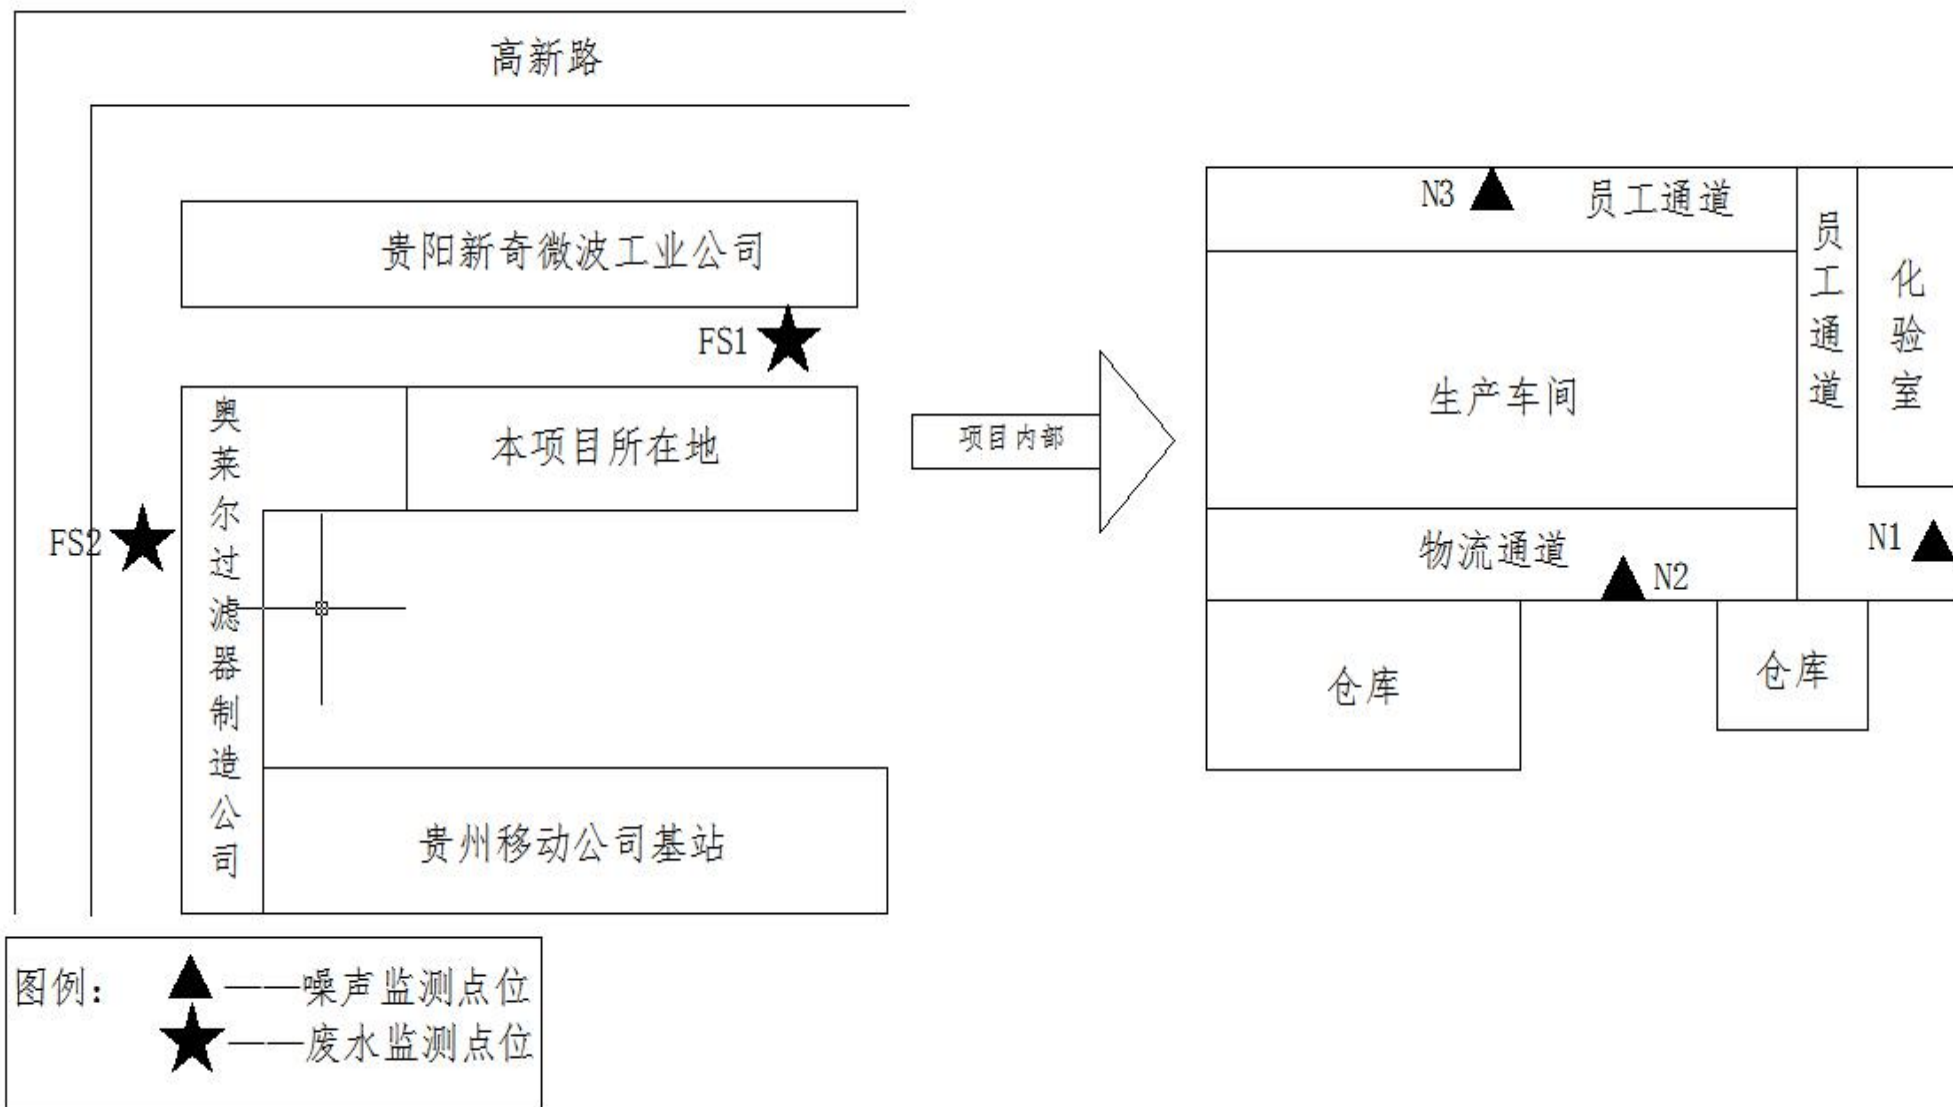 高新路
贵阳新奇微波工业公司
FS1
奥莱尔过滤器制造公司
本项目所在地
FS2
贵州移动公司基站
项目内部
N3
员工通道
员工通道
化验室
生产车间
物流通道
N1
N2
仓库
仓库
图例：
——噪声监测点位
——废水监测点位